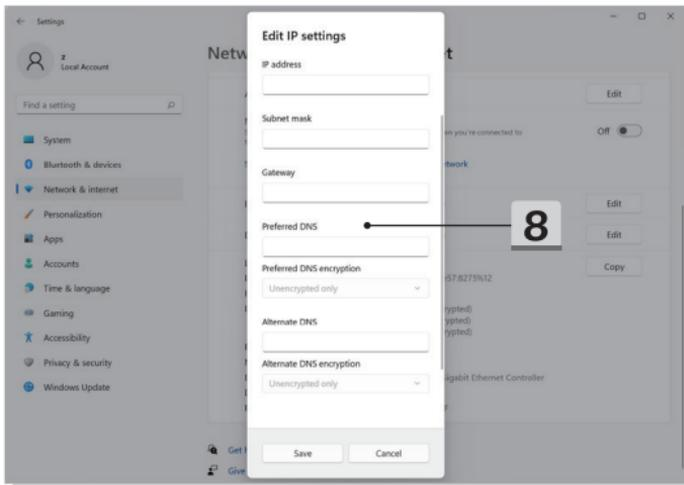 Settings
z
Local Account
Find a setting
System
Bluetooth & devices
Network & internet
Personalization
Apps
Accounts
Time & language
Gaming
Accessibility
Privacy & security
Windows Update
Netw
t
Edit
en you're connected to
Off
twork
Edit
Edit
Copy
e57:8275%12
ypted)
ypted)
ypted)
igabit Ethernet Controller
Get
Give
Edit IP settings
IP address
Subnet mask
Gateway
Preferred DNS
8
Preferred DNS encryption
Unencrypted only
Alternate DNS
Alternate DNS encryption
Unencrypted only
Save
Cancel